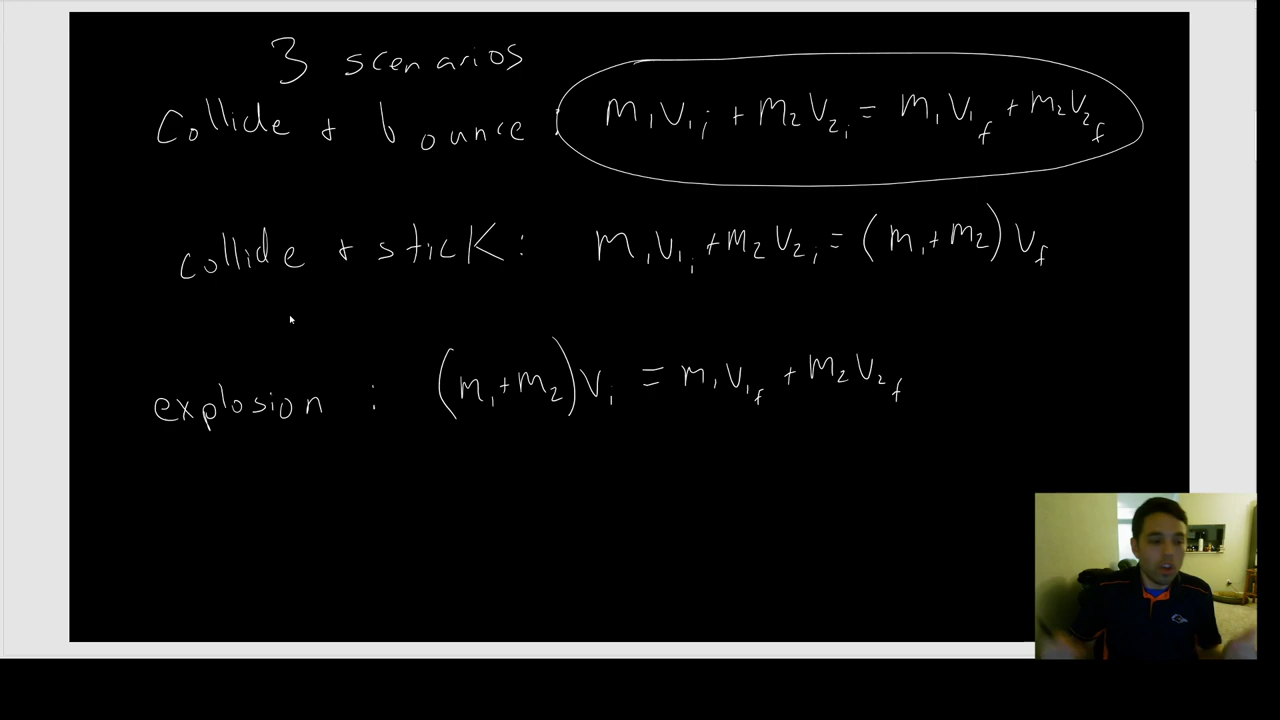 3 scenarios
Collide + bounce : m₁v₁ᵢ + m₂v₂ᵢ = m₁v₁f + m₂v₂f
collide + stick : m₁v₁ᵢ + m₂v₂ᵢ = (m₁+m₂) vf
explosion : (m₁+m₂)vᵢ = m₁v₁f + m₂v₂f